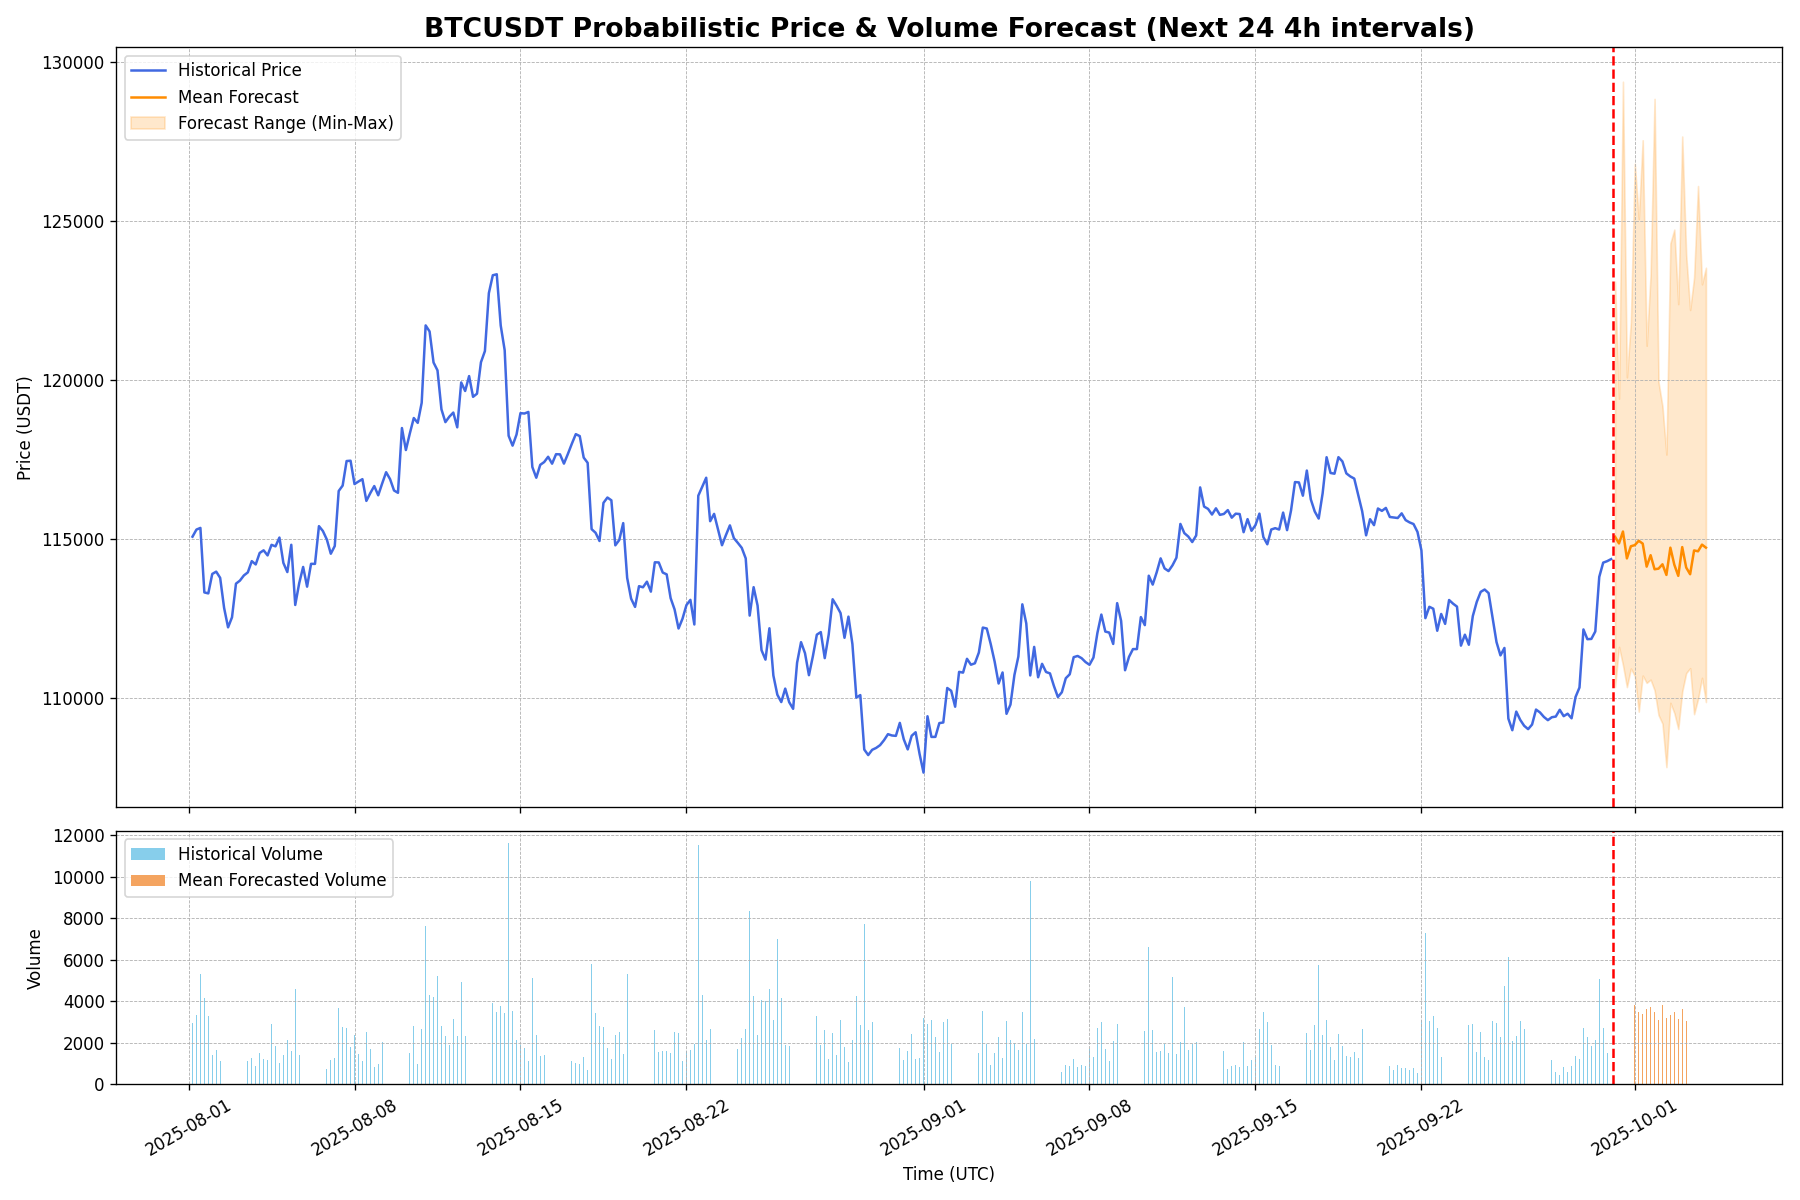 BTCUSDT Probabilistic Price & Volume Forecast (Next 24 4h intervals)
Historical Price
Mean Forecast
Forecast Range (Min-Max)
Price (USDT)
130000
125000
120000
115000
110000
Historical Volume
Mean Forecasted Volume
Volume
12000
10000
8000
6000
4000
2000
0
2025-08-01
2025-08-08
2025-08-15
2025-08-22
2025-09-01
2025-09-08
2025-09-15
2025-09-22
2025-10-01
Time (UTC)